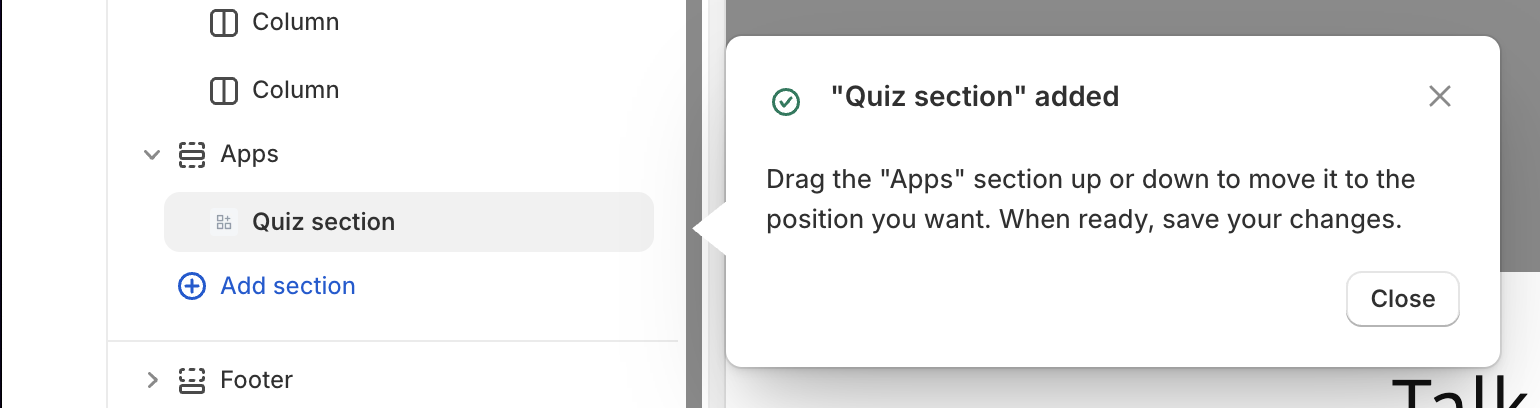 Column
Column
Apps
Quiz section
Add section
Footer
"Quiz section" added
Drag the "Apps" section up or down to move it to the
position you want. When ready, save your changes.
Close
Talk